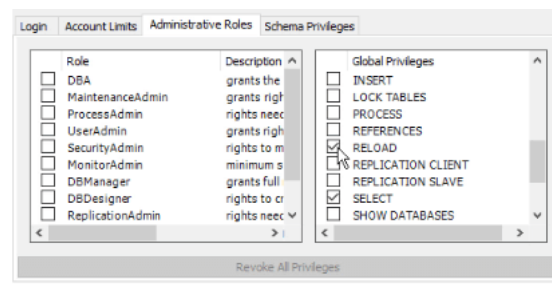 Login Account Limits Administrative Roles Schema Privileges
Role Description
DBA grants the
MaintenanceAdmin grants righ
ProcessAdmin rights need
UserAdmin grants righ
SecurityAdmin rights to m
MonitorAdmin minimum s
DBManager grants full
DBDesigner rights to cr
ReplicationAdmin rights need
Global Privileges
INSERT
LOCK TABLES
PROCESS
REFERENCES
RELOAD
REPLICATION CLIENT
REPLICATION SLAVE
SELECT
SHOW DATABASES
Revoke All Privileges